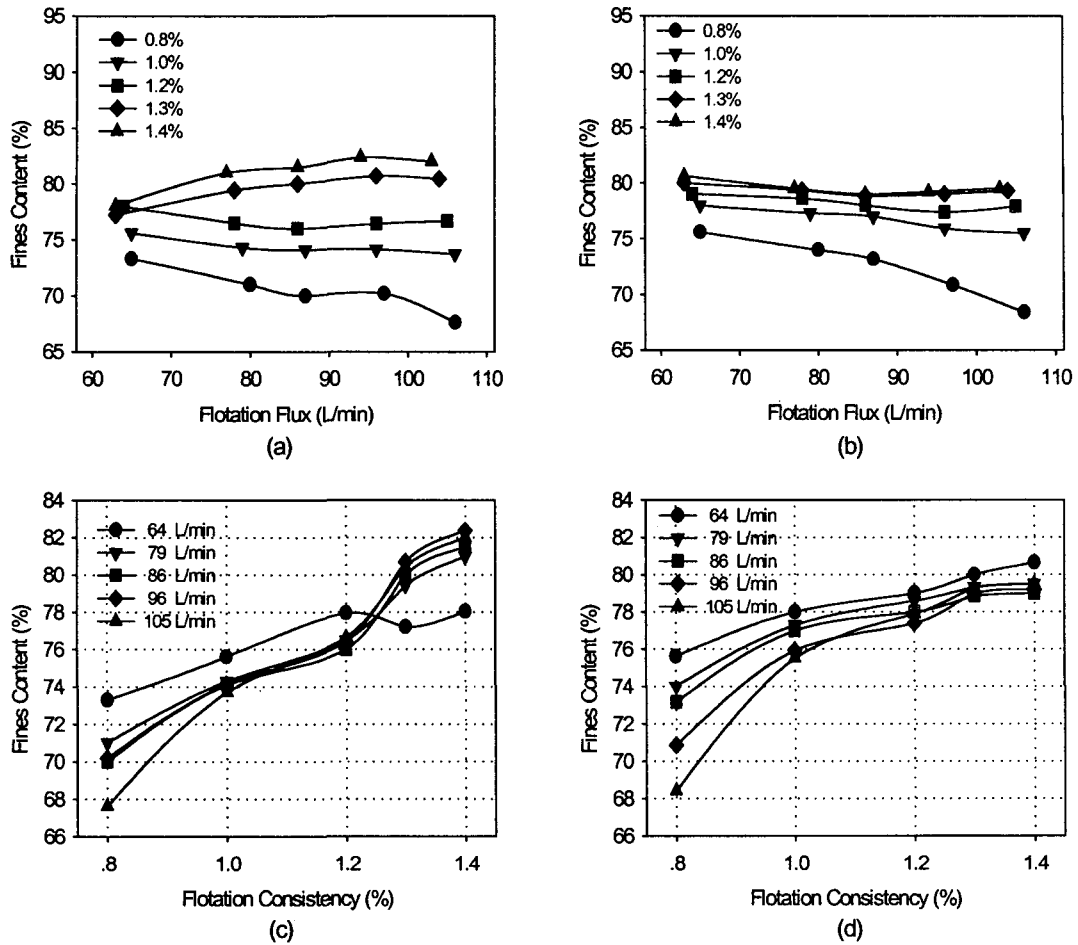 95
90
85
80
75
70
65
Fines Content (%)
0.8%
1.0%
1.2%
1.3%
1.4%
60 70 80 90 100 110
Flotation Flux (L/min)
(a)
95
90
85
80
75
70
65
Fines Content (%)
0.8%
1.0%
1.2%
1.3%
1.4%
60 70 80 90 100 110
Flotation Flux (L/min)
(b)
84
82
80
78
76
74
72
70
68
66
Fines Content (%)
64 L/min
79 L/min
86 L/min
96 L/min
105 L/min
.8 1.0 1.2 1.4
Flotation Consistency (%)
(c)
84
82
80
78
76
74
72
70
68
66
Fines Content (%)
64 L/min
79 L/min
86 L/min
96 L/min
105 L/min
.8 1.0 1.2 1.4
Flotation Consistency (%)
(d)